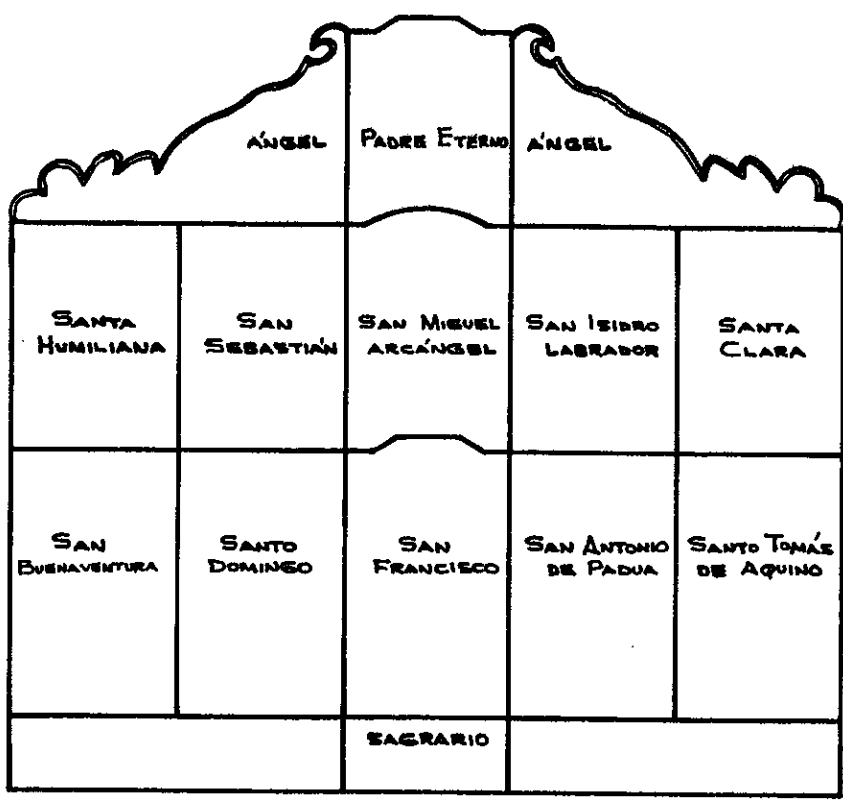 ÁNGEL
PADRE ETERNO
ÁNGEL
SANTA
HUMILIANA
SAN
SEBASTIÁN
SAN MIGUEL
ARCÁNGEL
SAN ISIDRO
LABRADOR
SANTA
CLARA
SAN
BUENAVENTURA
SANTO
DOMINGO
SAN
FRANCISCO
SAN ANTONIO
DE PADUA
SANTO TOMÁS
DE AQUINO
SAGRARIO